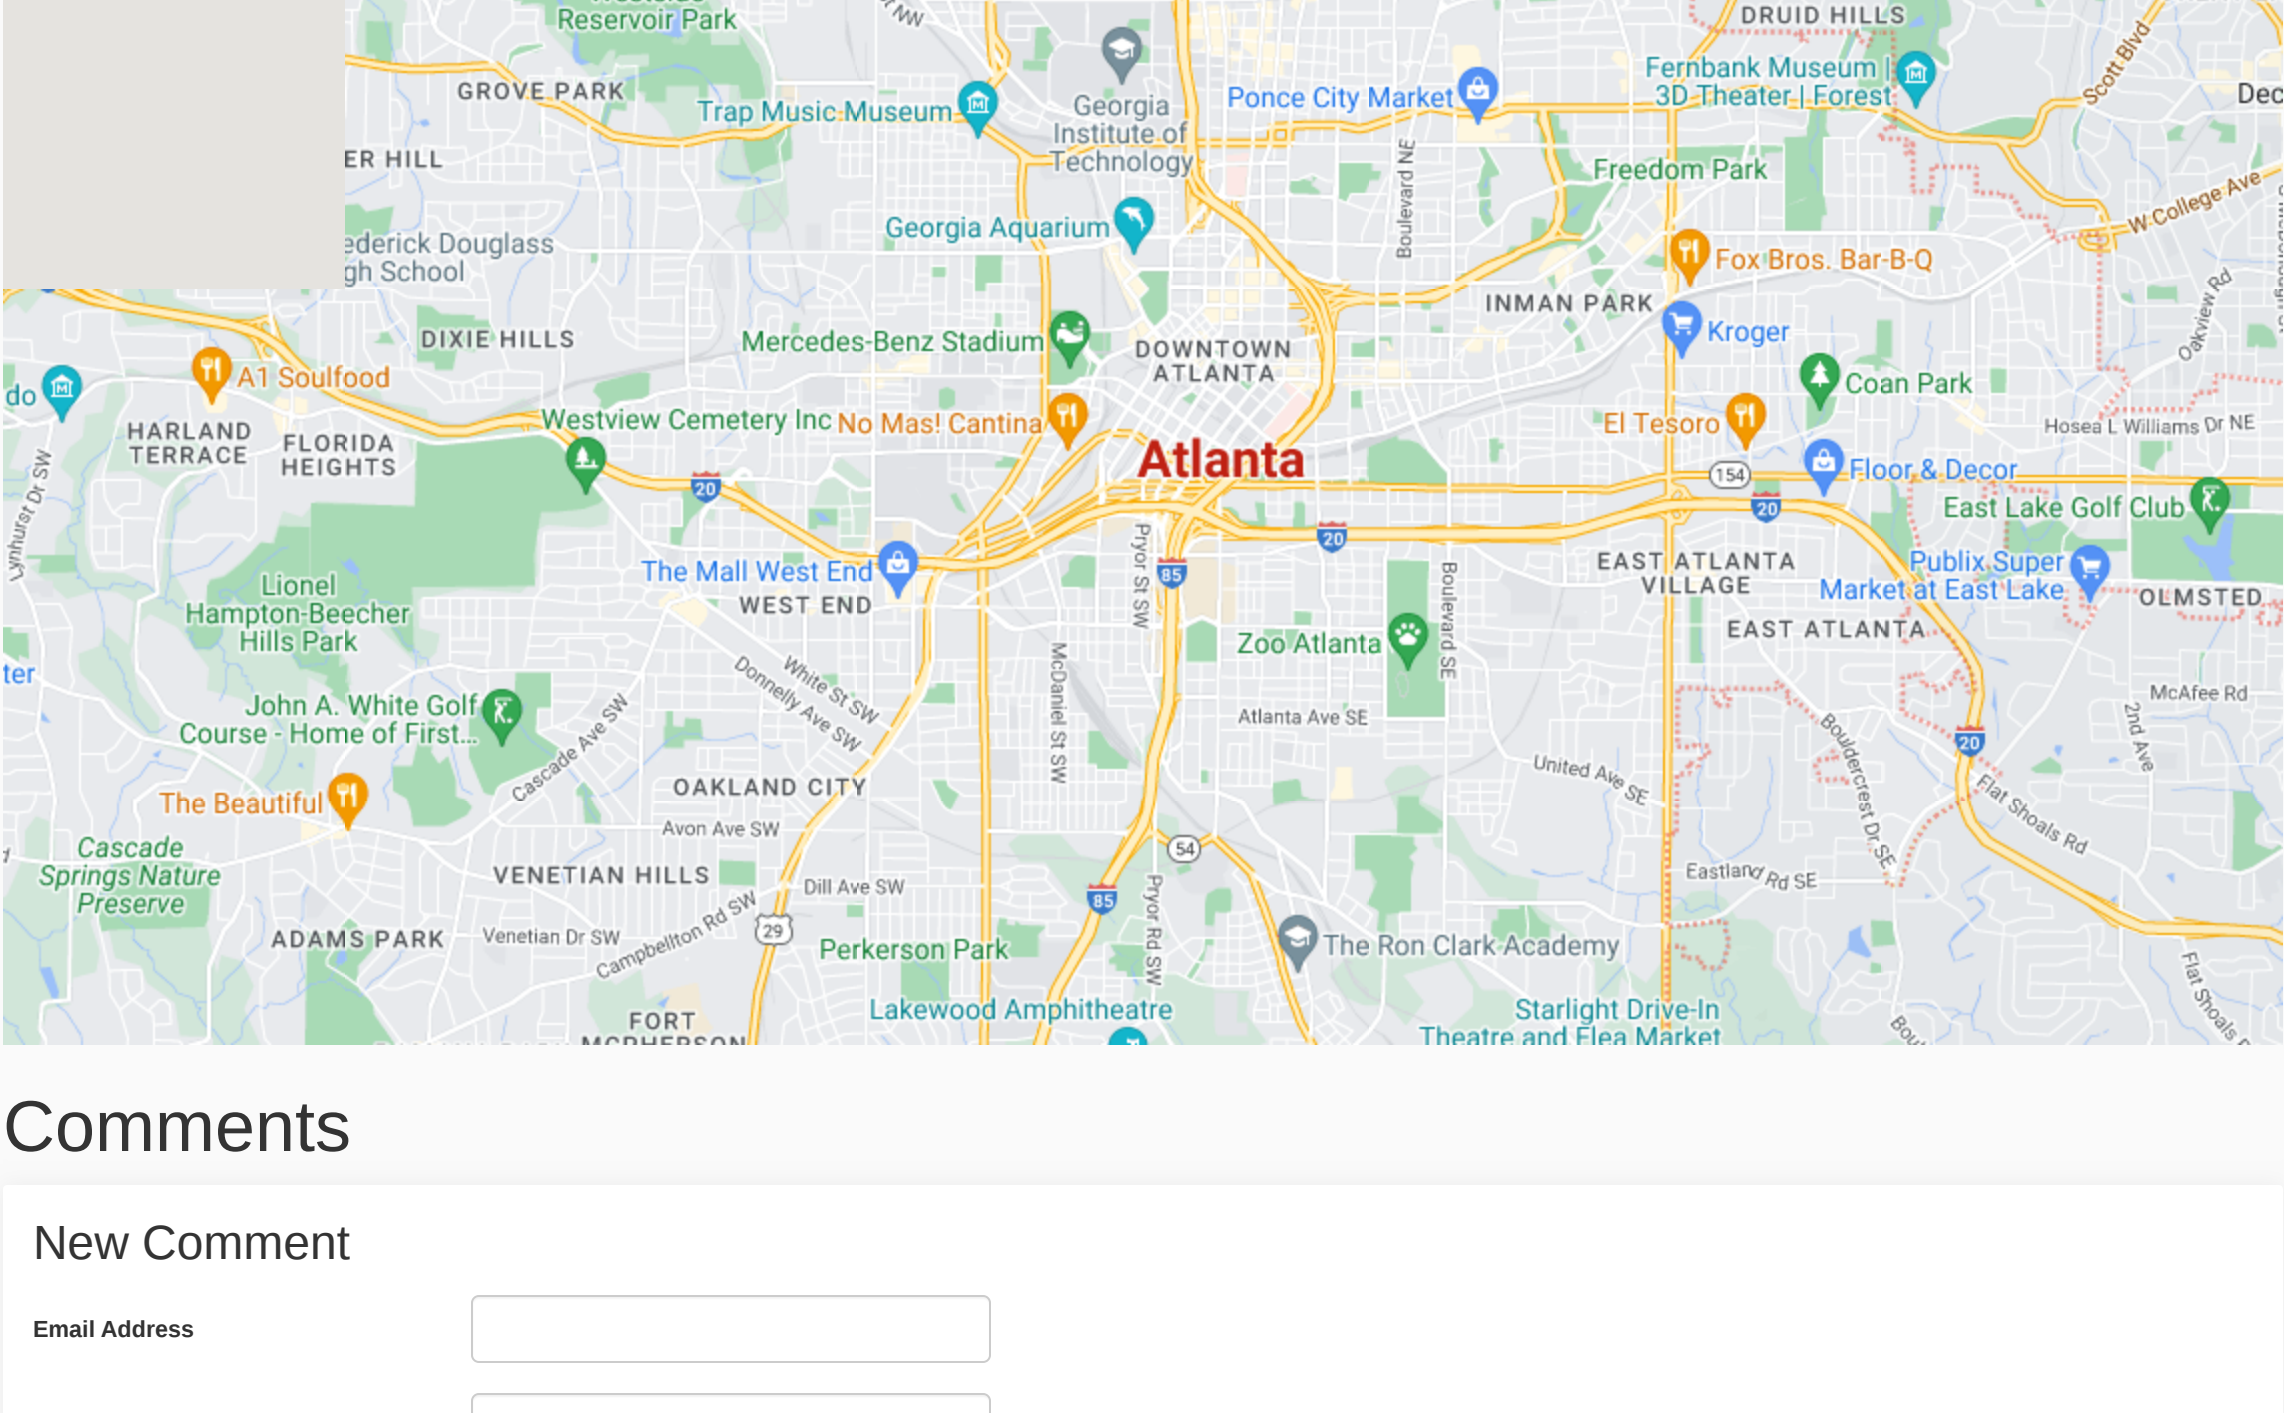 Reservoir Park
NW
DRUID HILLS
Scott Blvd
GROVE PARK
Trap Music Museum
Georgia
Institute of
Technology
Ponce City Market
Fernbank Museum |
3D Theater | Forest
Dec
ER HILL
Boulevard NE
Freedom Park
W College Ave
ederick Douglass
gh School
Georgia Aquarium
Fox Bros. Bar-B-Q
INMAN PARK
Kroger
Oakview Rd
DIXIE HILLS
Mercedes-Benz Stadium
DOWNTOWN
ATLANTA
do
A1 Soulfood
Coan Park
Westview Cemetery Inc
No Mas! Cantina
El Tesoro
Hosea L Williams Dr NE
HARLAND
TERRACE
FLORIDA
HEIGHTS
Atlanta
154
Floor & Decor
Lynhurst Dr SW
20
20
East Lake Golf Club
20
Pryor St SW
85
The Mall West End
WEST END
EAST ATLANTA
VILLAGE
Publix Super
Market at East Lake
OLMSTED
Lionel
Hampton-Beecher
Hills Park
Boulevard SE
EAST ATLANTA
Zoo Atlanta
ter
White St SW
Donnelly Ave SW
McDaniel St SW
McAfee Rd
John A. White Golf
Course - Home of First...
Cascade Ave SW
Atlanta Ave SE
Bouldercrest Dr SE
2nd Ave
20
United Ave SE
OAKLAND CITY
The Beautiful
Flat Shoals Rd
Avon Ave SW
Cascade
Springs Nature
Preserve
54
VENETIAN HILLS
Dill Ave SW
Eastland Rd SE
85
Pryor Rd SW
Campbellton Rd SW
29
ADAMS PARK
Venetian Dr SW
Perkerson Park
The Ron Clark Academy
Flat Shoals
Lakewood Amphitheatre
Starlight Drive-In
Theatre and Flea Market
FORT
MCPHERSON
Bou
Comments
New Comment
Email Address